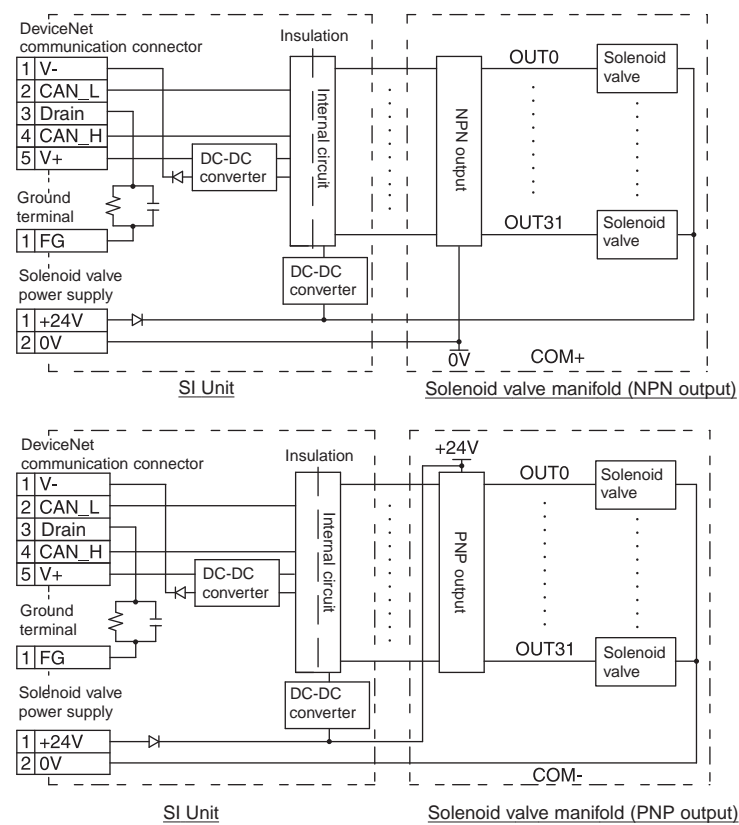 DeviceNet
communication connector
Insulation
1 V-
2 CAN_L
3 Drain
4 CAN_H
5 V+
DC-DC
converter
Internal circuit
NPN output
OUT0
Solenoid
valve
Ground
terminal
1 FG
OUT31
Solenoid
valve
DC-DC
converter
Solenoid valve
power supply
1 +24V
2 0V
0V
COM+
SI Unit
Solenoid valve manifold (NPN output)
DeviceNet
communication connector
Insulation
+24V
1 V-
2 CAN_L
3 Drain
4 CAN_H
5 V+
DC-DC
converter
Internal circuit
PNP output
OUT0
Solenoid
valve
Ground
terminal
1 FG
OUT31
Solenoid
valve
DC-DC
converter
Solenoid valve
power supply
1 +24V
2 0V
COM-
SI Unit
Solenoid valve manifold (PNP output)